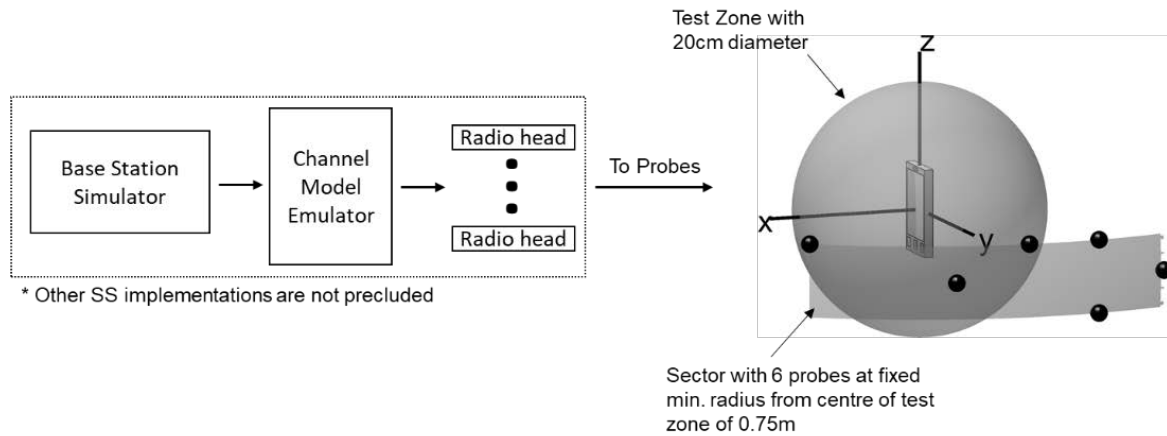 Test Zone with
20cm diameter
z
Base Station
Simulator
Channel
Model
Emulator
Radio head
Radio head
To Probes
x
y
* Other SS implementations are not precluded
Sector with 6 probes at fixed
min. radius from centre of test
zone of 0.75m